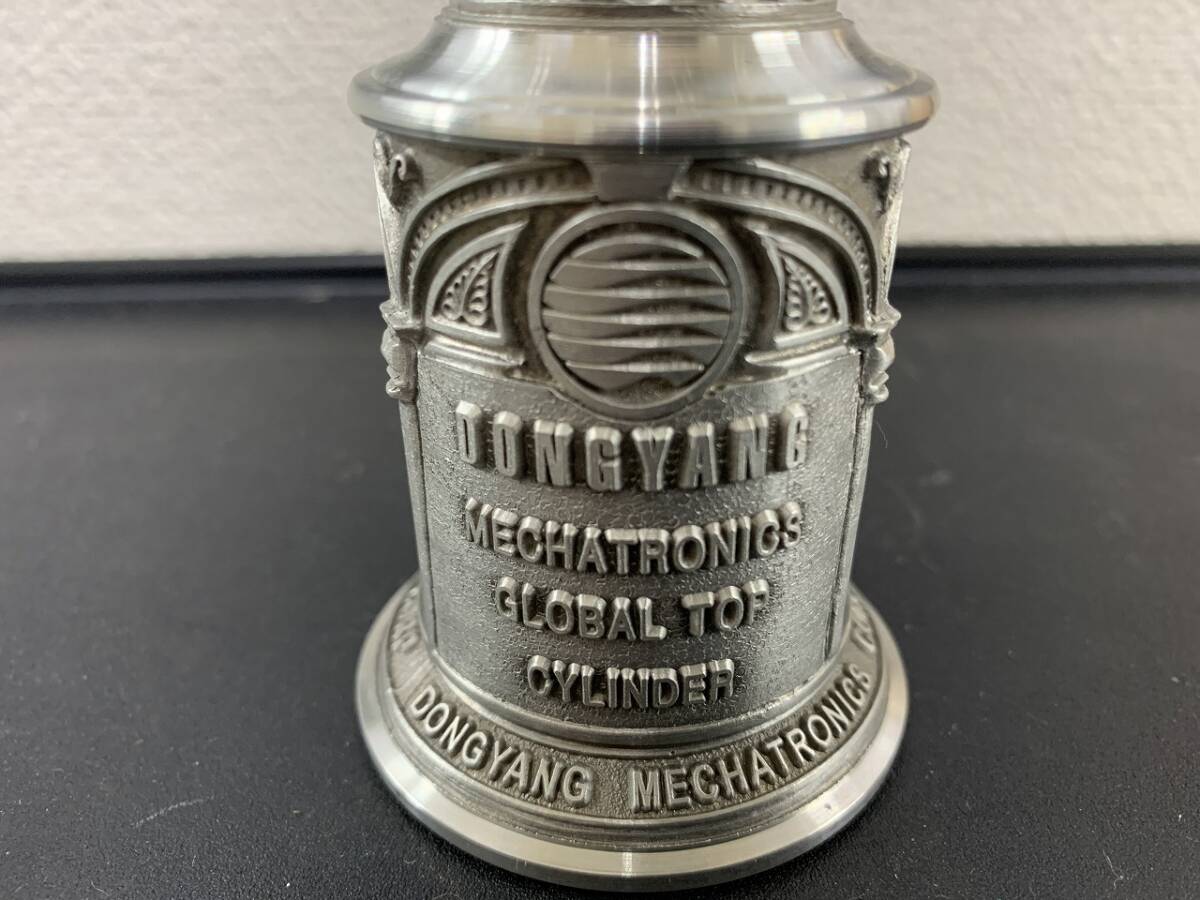 DONGYANG
MECHATRONICS
GLOBAL TOP
CYLINDER
DONGYANG MECHATRONICS